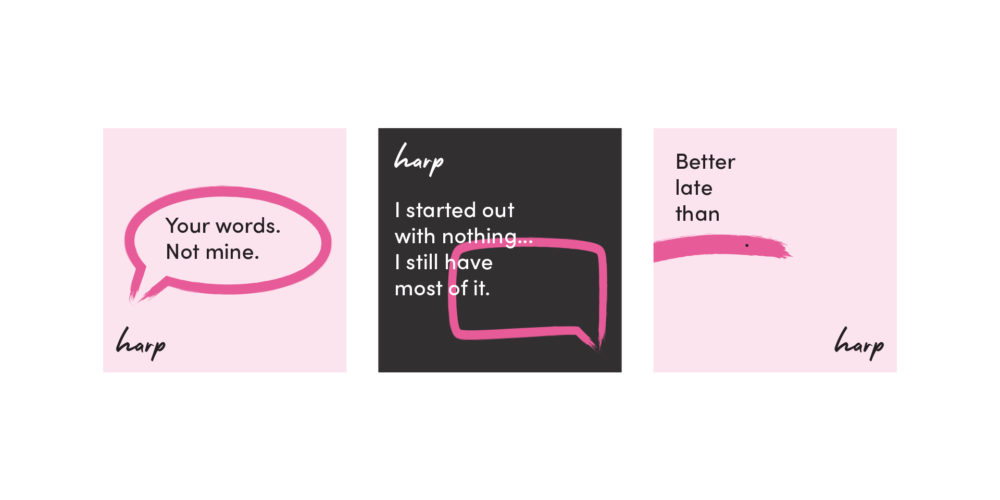 Your words.
Not mine.
harp
harp
I started out
with nothing...
I still have
most of it.
Better
late
than
harp